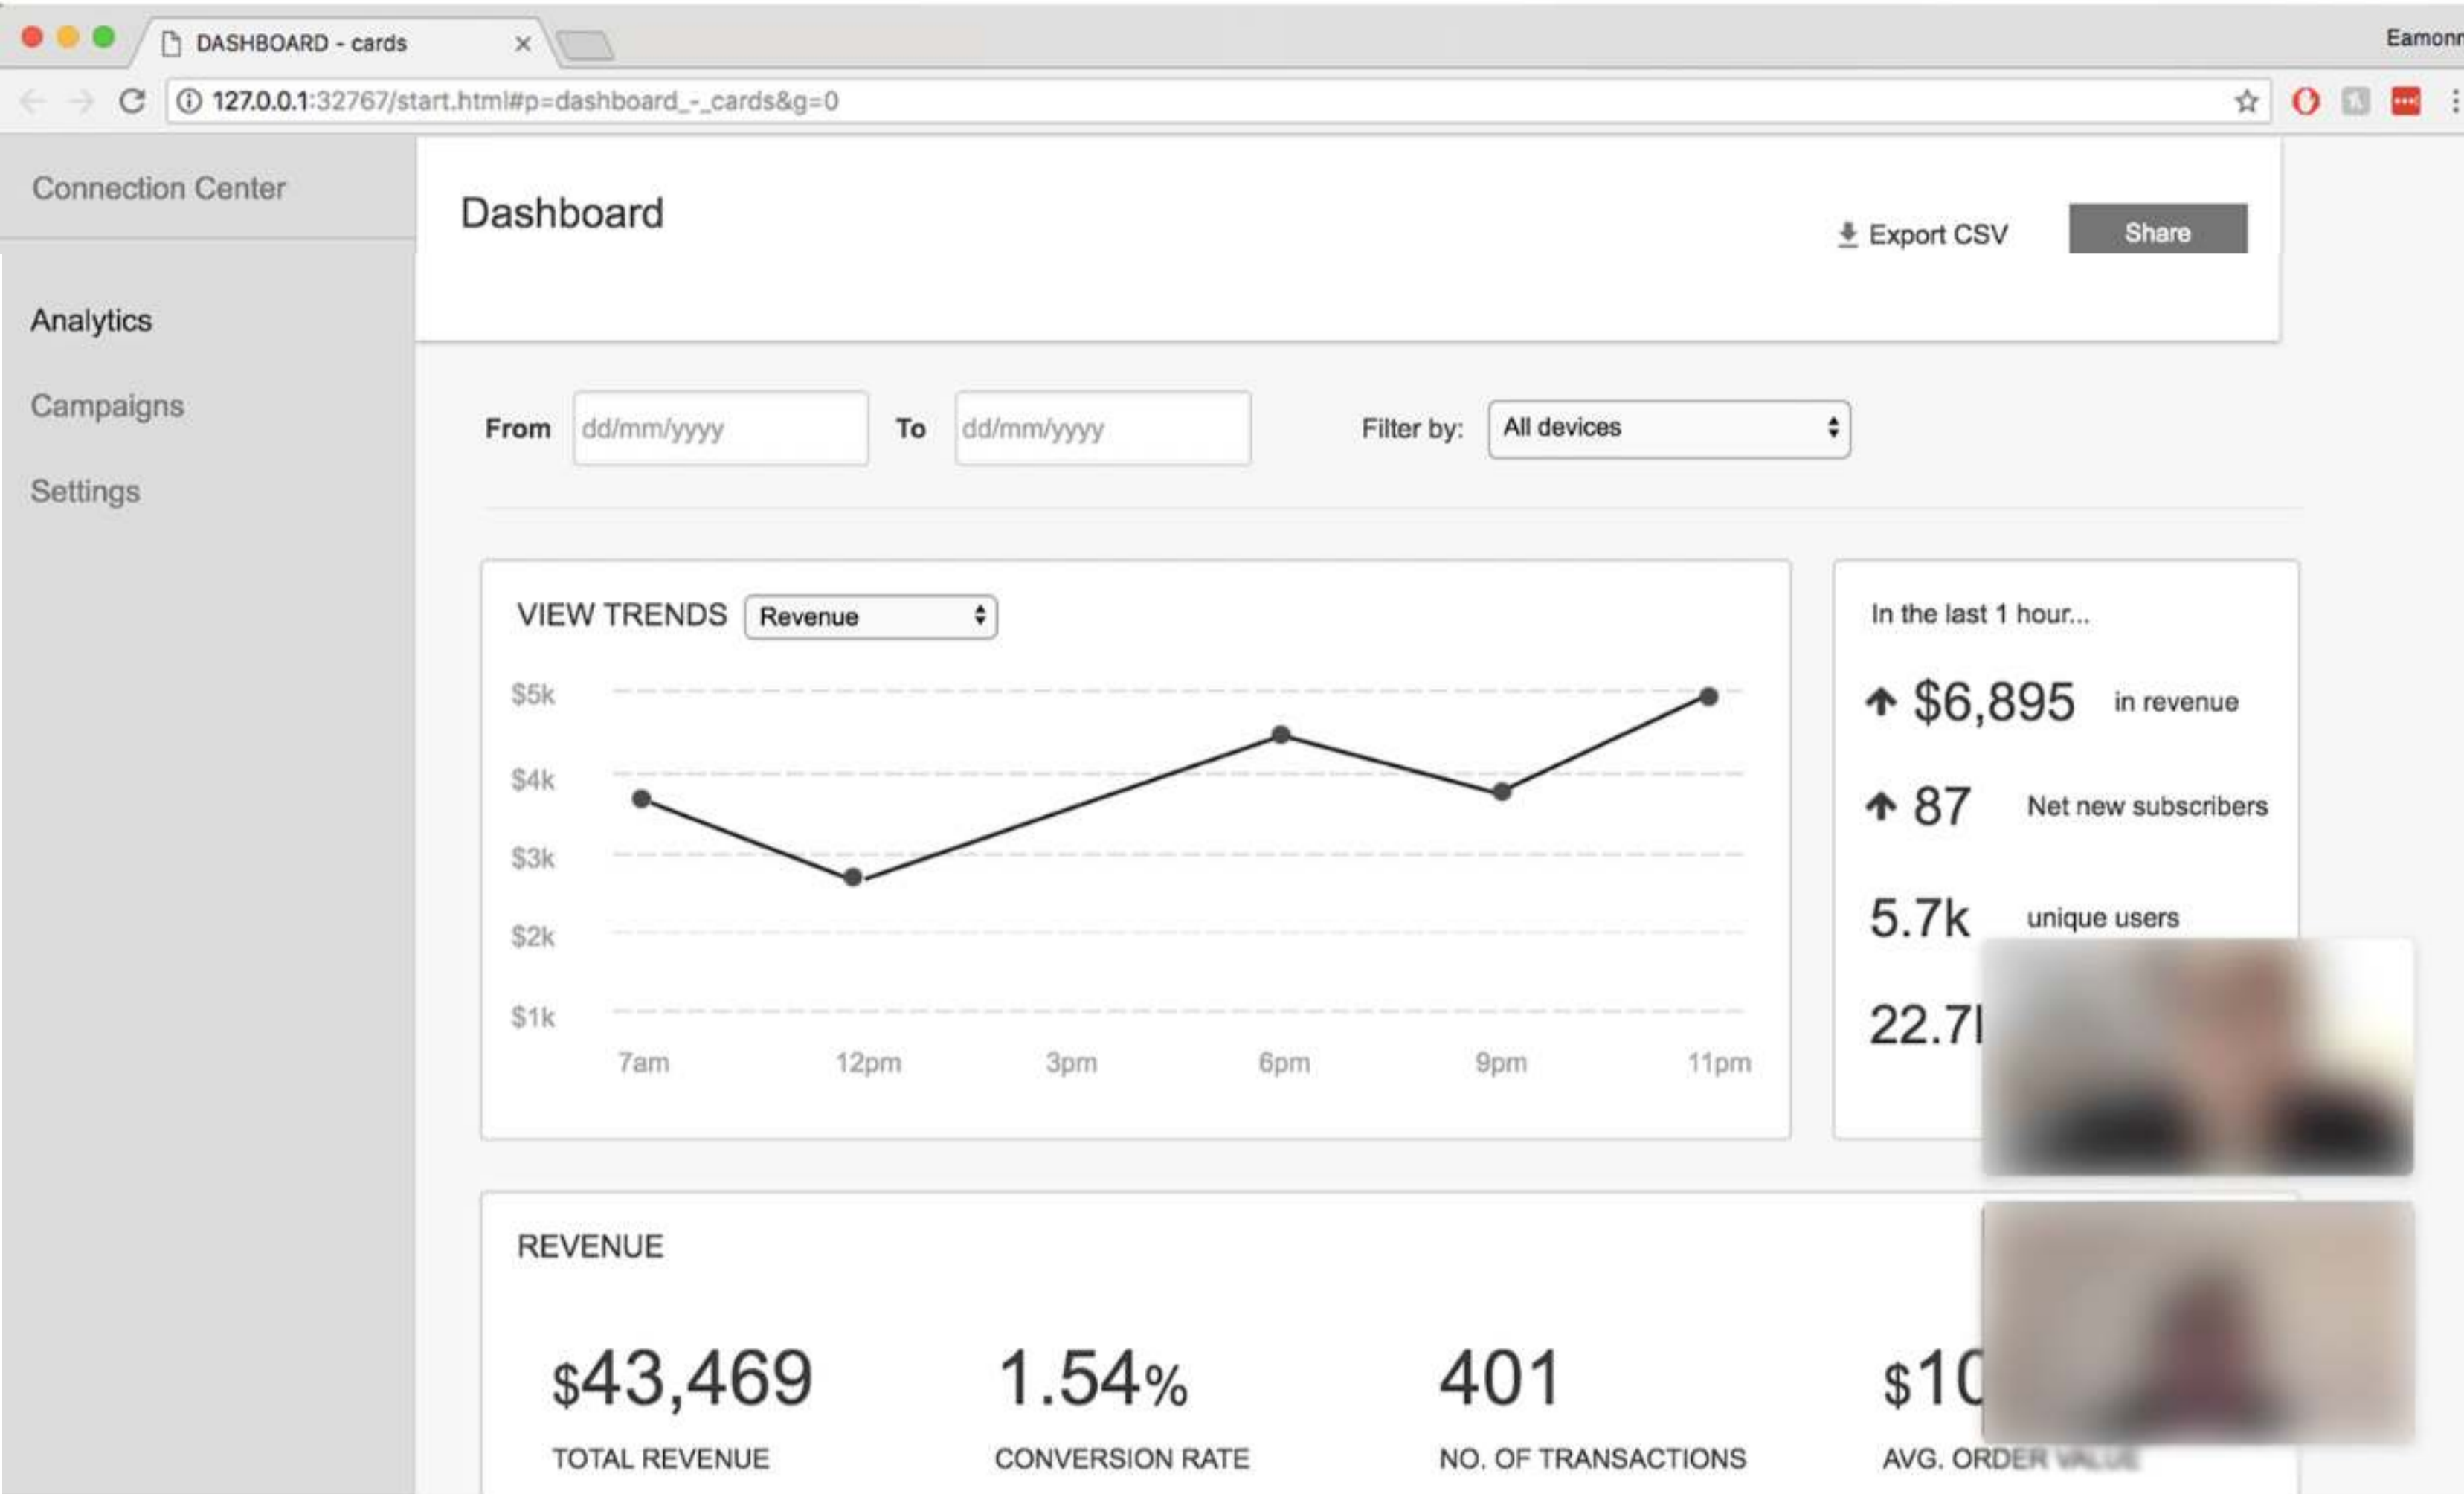 DASHBOARD - cards
Eamonn
127.0.0.1:32767/start.html#p=dashboard_-_cards&g=0
Connection Center
Dashboard
Export CSV
Share
Analytics
Campaigns
Settings
From dd/mm/yyyy To dd/mm/yyyy Filter by: All devices
VIEW TRENDS Revenue
$5k
$4k
$3k
$2k
$1k
7am 12pm 3pm 6pm 9pm 11pm
In the last 1 hour...
$6,895 in revenue
87 Net new subscribers
5.7k unique users
22.7
REVENUE
$43,469 1.54% 401 $10
TOTAL REVENUE CONVERSION RATE NO. OF TRANSACTIONS AVG. ORDER VALUE